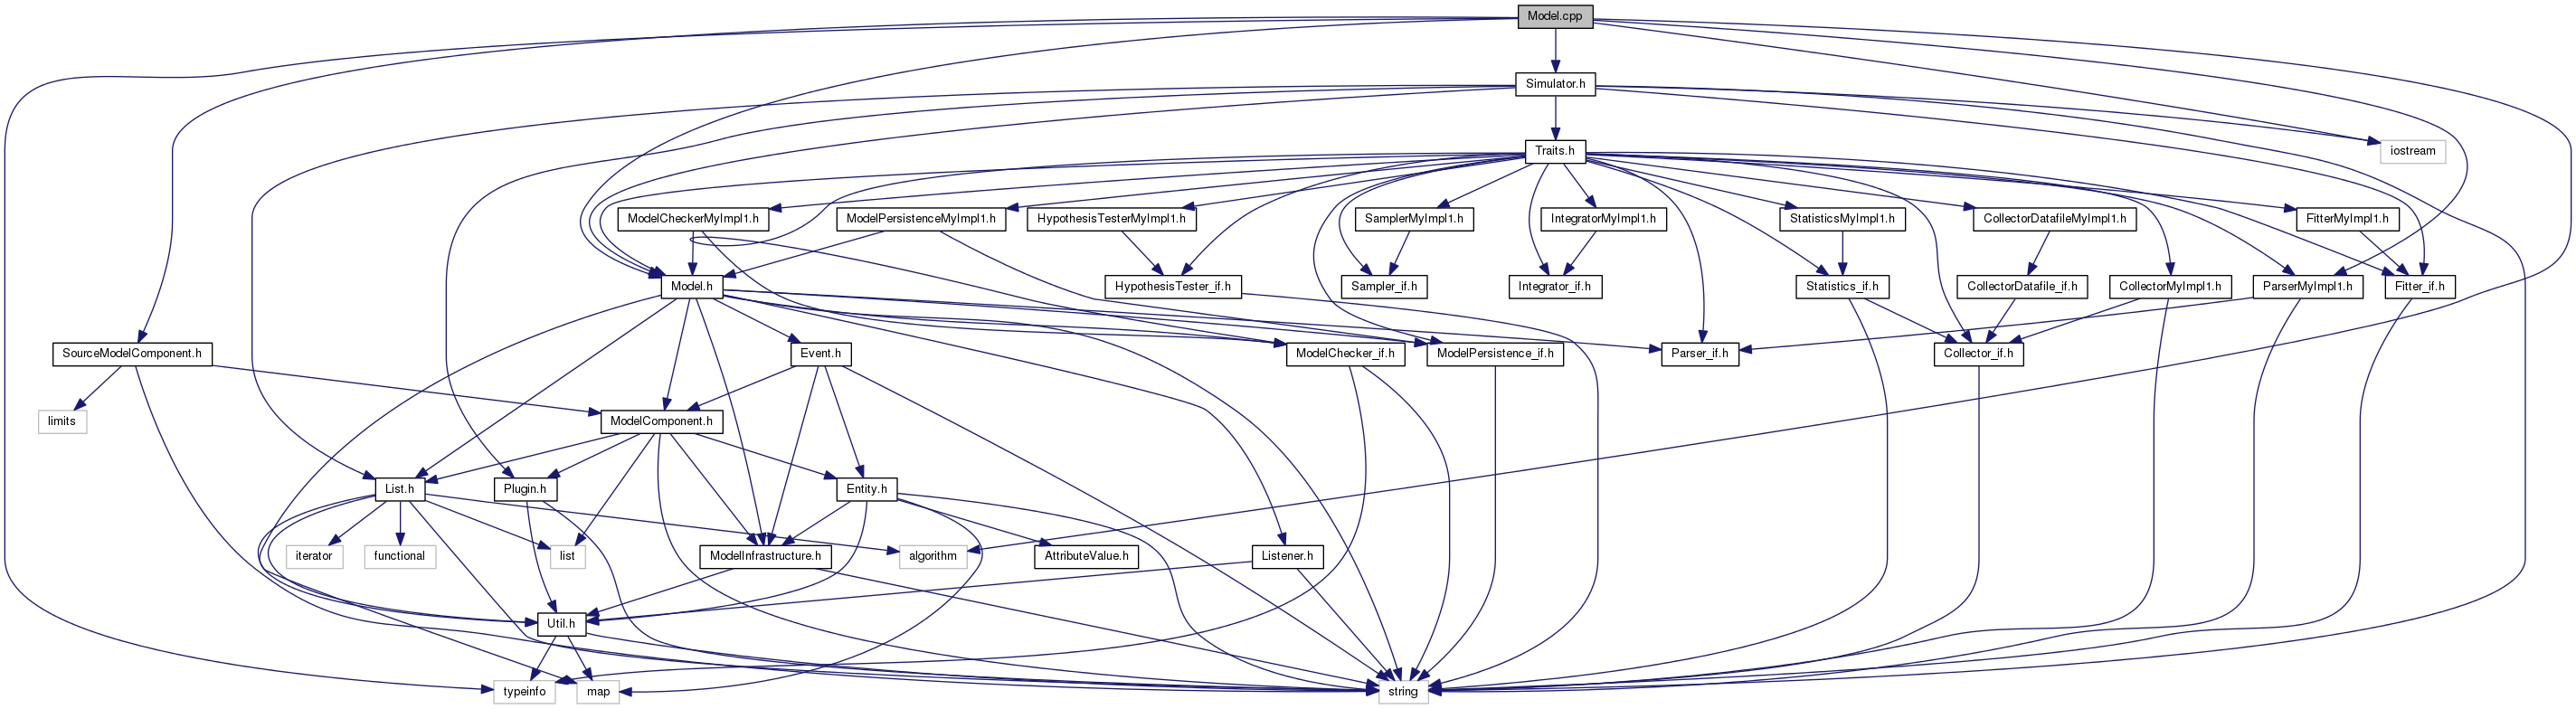 Model.cpp
Simulator.h
Traits.h
iostream
ModelCheckerMyImpl1.h
ModelPersistenceMyImpl1.h
HypothesisTesterMyImpl1.h
SamplerMyImpl1.h
IntegratorMyImpl1.h
StatisticsMyImpl1.h
CollectorDatafileMyImpl1.h
FitterMyImpl1.h
Model.h
HypothesisTester_if.h
Sampler_if.h
Integrator_if.h
Statistics_if.h
CollectorDatafile_if.h
CollectorMyImpl1.h
ParserMyImpl1.h
Fitter_if.h
SourceModelComponent.h
Event.h
ModelChecker_if.h
ModelPersistence_if.h
Parser_if.h
Collector_if.h
limits
ModelComponent.h
List.h
Plugin.h
Entity.h
iterator
functional
list
ModelInfrastructure.h
algorithm
AttributeValue.h
Listener.h
Util.h
typeinfo
map
string